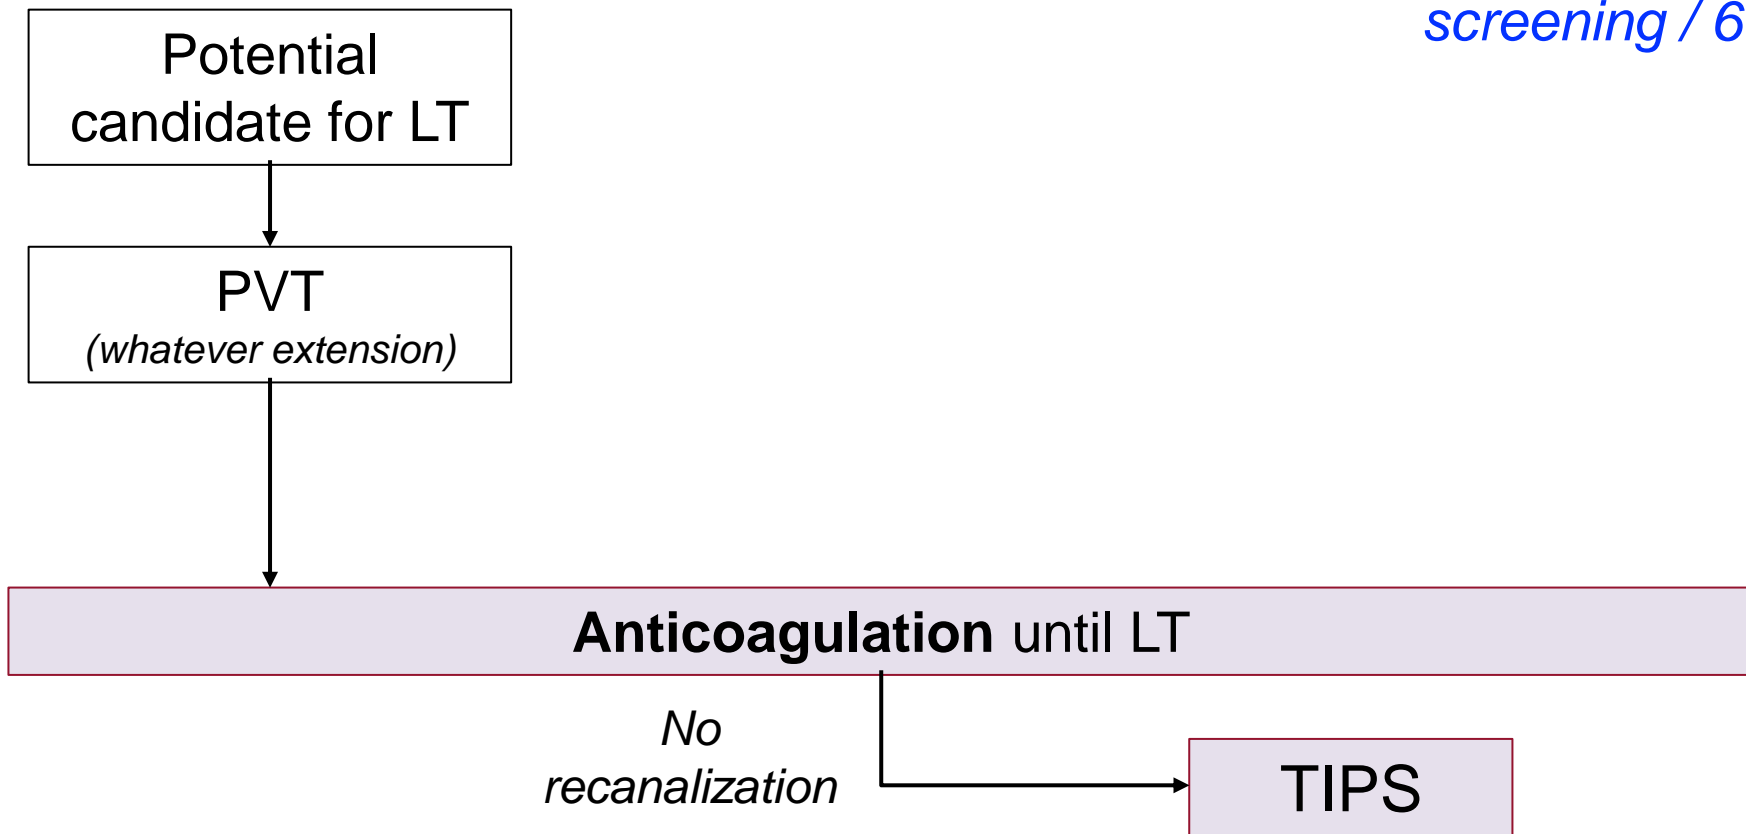 screening / 6
Potential
candidate for LT
PVT
(whatever extension)
Anticoagulation until LT
No
recanalization
TIPS